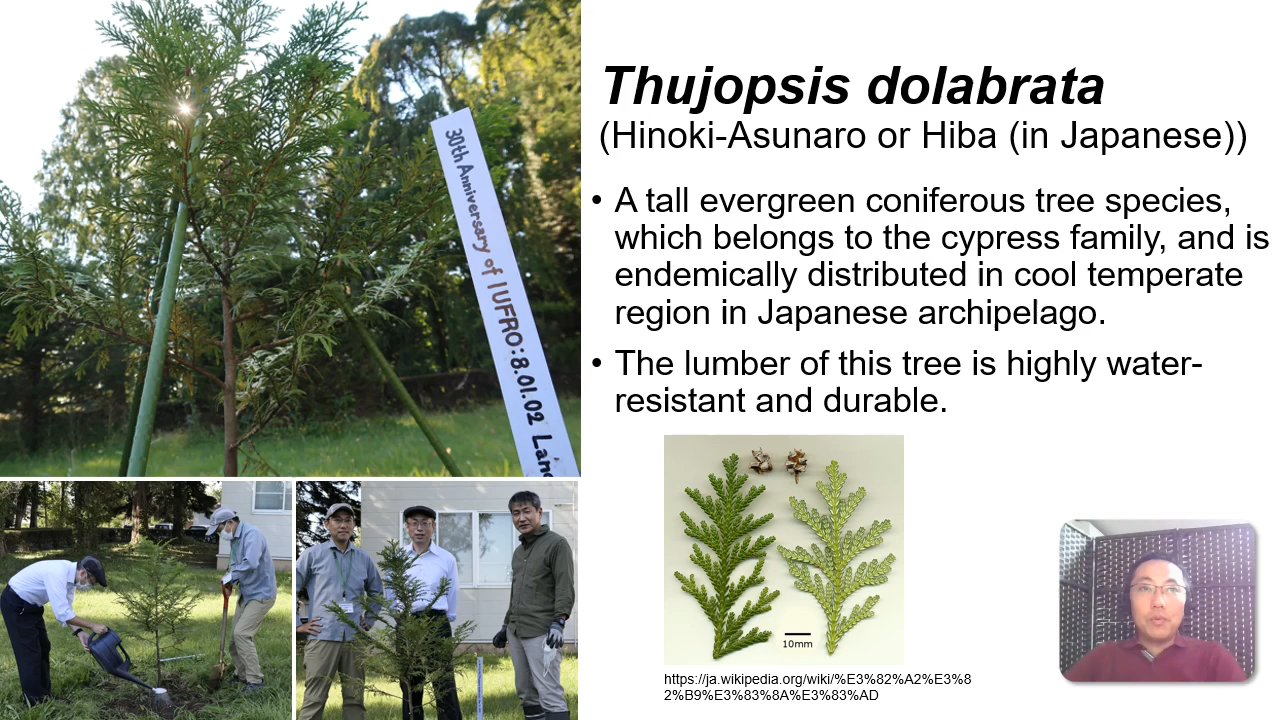 Thujopsis dolabrata
(Hinoki-Asunaro or Hiba (in Japanese))
• A tall evergreen coniferous tree species,
which belongs to the cypress family, and is
endemically distributed in cool temperate
region in Japanese archipelago.
• The lumber of this tree is highly water-
resistant and durable.
30th Anniversary of IUFRO:8.01.02 Land
10mm
https://ja.wikipedia.org/wiki/%E3%82%A2%E3%8
2%B9%E3%83%8A%E3%83%AD